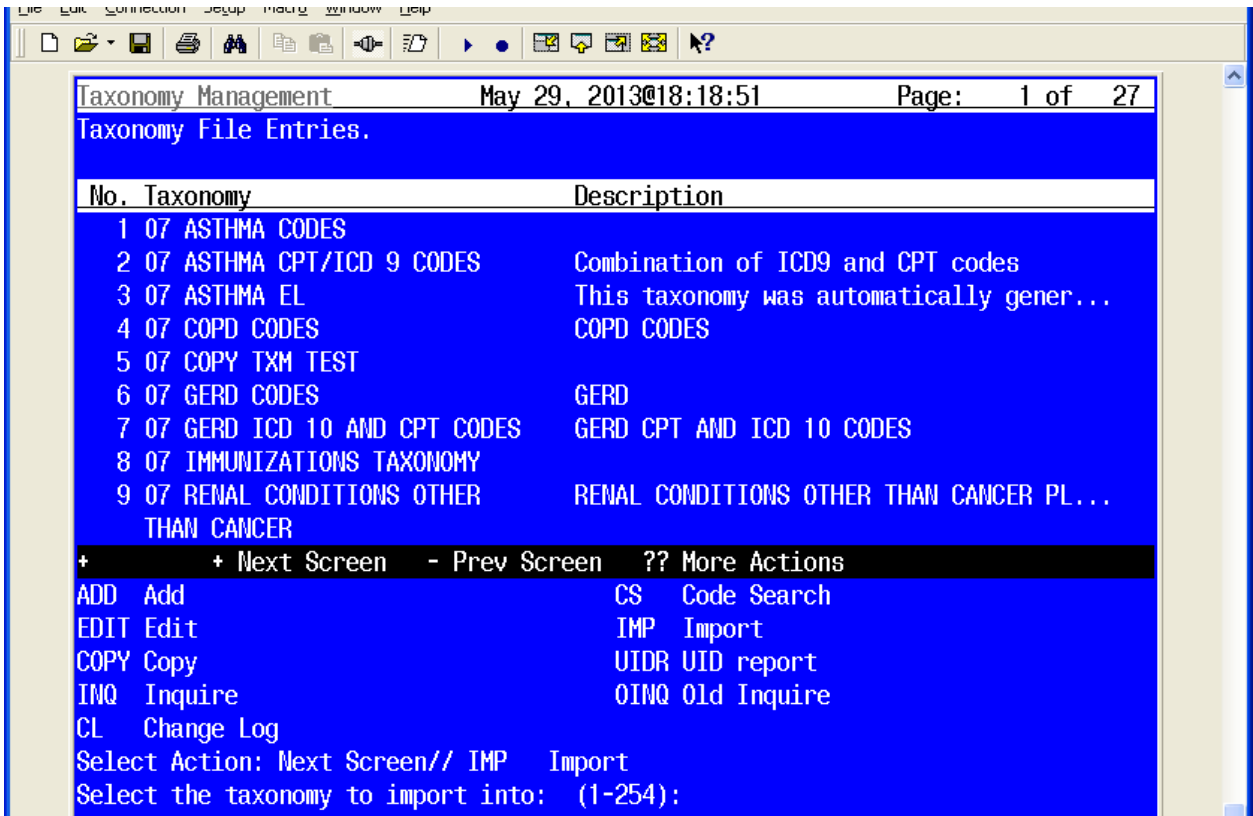 File Edit Connection Setup Macro Window Help
Taxonomy Management May 29, 2013@18:18:51 Page: 1 of 27
Taxonomy File Entries.
No. Taxonomy Description
1 07 ASTHMA CODES
2 07 ASTHMA CPT/ICD 9 CODES Combination of ICD9 and CPT codes
3 07 ASTHMA EL This taxonomy was automatically gener...
4 07 COPD CODES COPD CODES
5 07 COPY TXM TEST
6 07 GERD CODES GERD
7 07 GERD ICD 10 AND CPT CODES GERD CPT AND ICD 10 CODES
8 07 IMMUNIZATIONS TAXONOMY
9 07 RENAL CONDITIONS OTHER RENAL CONDITIONS OTHER THAN CANCER PL...
THAN CANCER
+ + Next Screen - Prev Screen ?? More Actions
ADD Add CS Code Search
EDIT Edit IMP Import
COPY Copy UIDR UID report
INQ Inquire OINQ Old Inquire
CL Change Log
Select Action: Next Screen// IMP Import
Select the taxonomy to import into: (1-254):